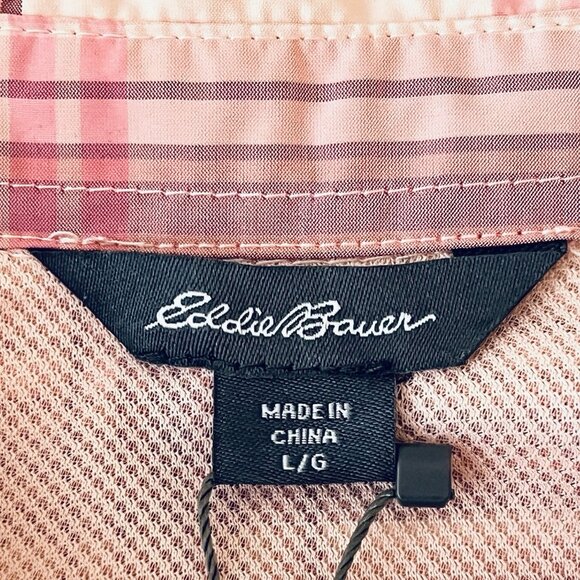 Eddie Bauer
MADE IN
CHINA
L/G